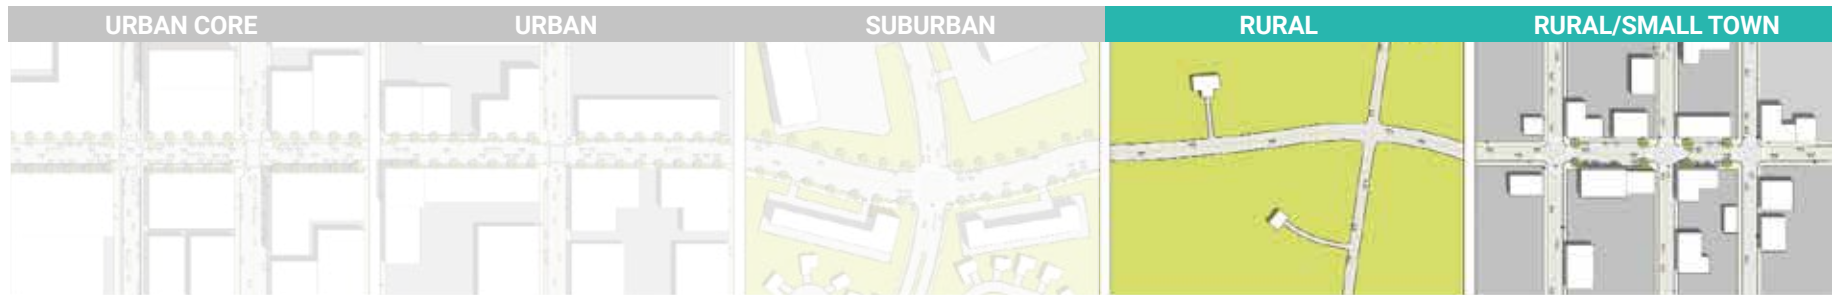 URBAN CORE
URBAN
SUBURBAN
RURAL
RURAL/SMALL TOWN